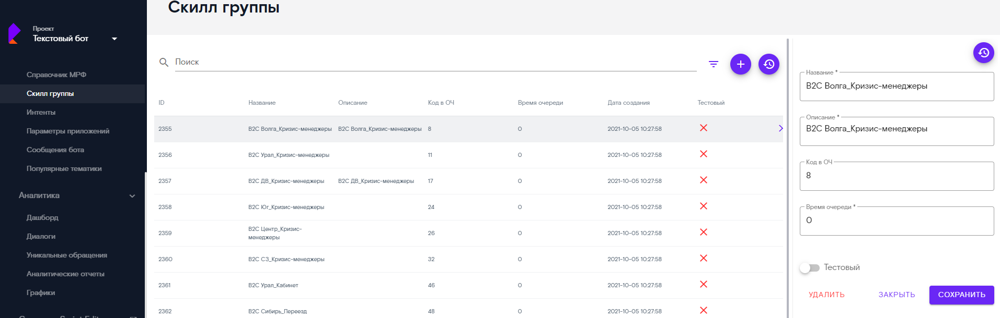 Скилл группы
Проект
Текстовый бот
Справочник МРФ
Скилл группы
Интенты
Параметры приложений
Сообщения бота
Популярные тематики
Аналитика
Дашборд
Диалоги
Уникальные обращения
Аналитические отчеты
Графики
Поиск
ID Название Описание Код в ОЧ Время очереди Дата создания Тестовый
2355 B2C Волга_Кризис-менеджеры B2C Волга_Кризис-менеджеры 8 0 2021-10-05 10:27:58
2356 B2C Урал_Кризис-менеджеры 11 0 2021-10-05 10:27:58
2357 B2C ДВ_Кризис-менеджеры B2C ДВ_Кризис-менеджеры 17 0 2021-10-05 10:27:58
2358 B2C Юг_Кризис-менеджеры 24 0 2021-10-05 10:27:58
2359 B2C Центр_Кризис-
менеджеры 26 0 2021-10-05 10:27:58
2360 B2C СЗ_Кризис-менеджеры 32 0 2021-10-05 10:27:58
2361 B2C Урал_Кабинет 46 0 2021-10-05 10:27:58
2362 B2C Сибирь_Переезд 48 0 2021-10-05 10:27:58
Название *
B2C Волга_Кризис-менеджеры
Описание *
B2C Волга_Кризис-менеджеры
Код в ОЧ
8
Время очереди *
0
Тестовый
УДАЛИТЬ ЗАКРЫТЬ СОХРАНИТЬ